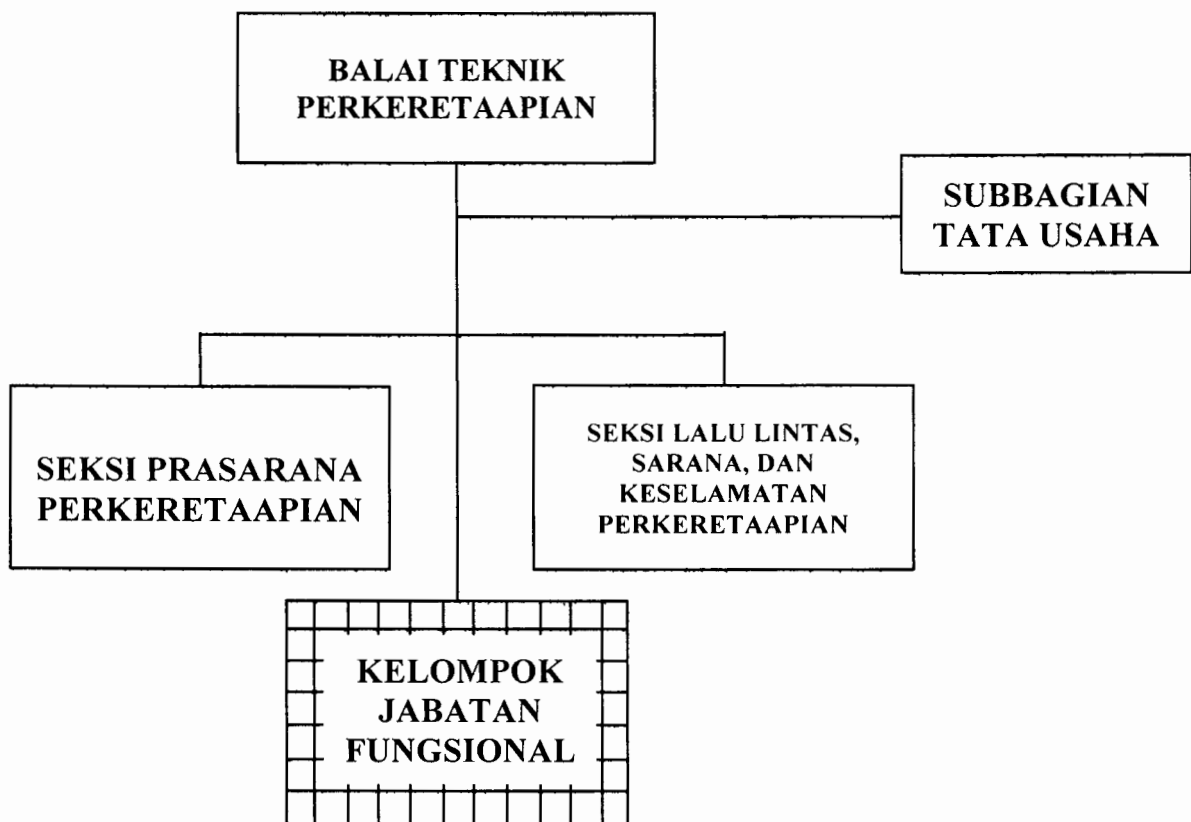 BALAI TEKNIK
PERKERETAAPIAN
SUBBAGIAN
TATA USAHA
SEKSI PRASARANA
PERKERETAAPIAN
SEKSI LALU LINTAS,
SARANA, DAN
KESELAMATAN
PERKERETAAPIAN
KELOMPOK
JABATAN
FUNGSIONAL